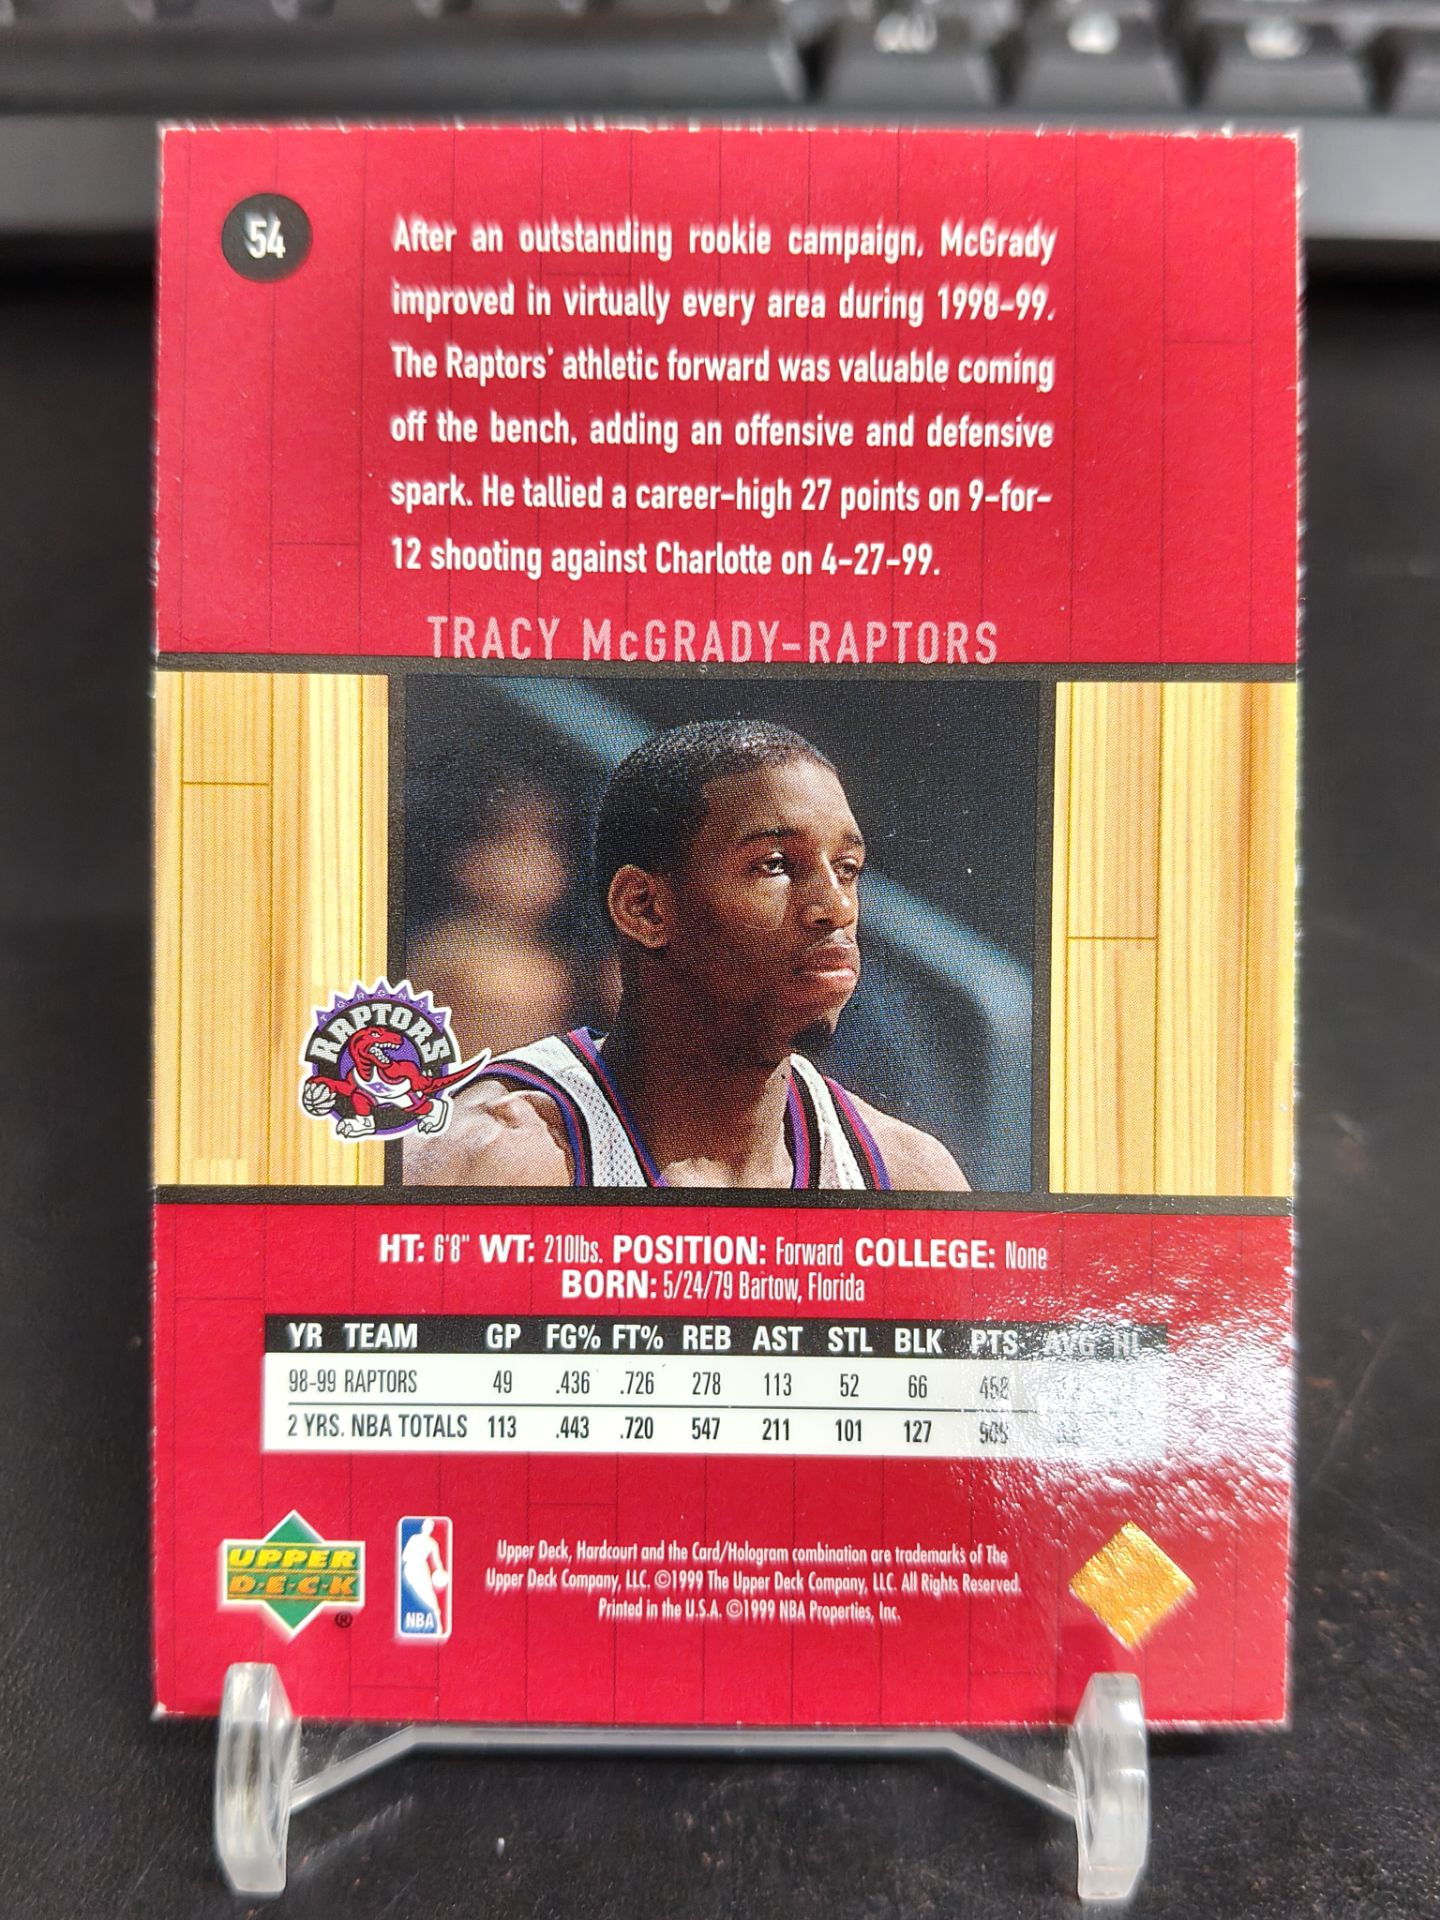 54
After an outstanding rookie campaign, McGrady
improved in virtually every area during 1998-99.
The Raptors' athletic forward was valuable coming
off the bench, adding an offensive and defensive
spark. He tallied a career-high 27 points on 9-for-
12 shooting against Charlotte on 4-27-99.
TRACY McGRADY-RAPTORS
TORONTO
RAPTORS
HT: 6'8" WT: 210lbs. POSITION: Forward COLLEGE: None
BORN: 5/24/79 Bartow, Florida
YR TEAM GP FG% FT% REB AST STL BLK PTS AVG HI
98-99 RAPTORS 49 .436 .726 278 113 52 66 458
2 YRS. NBA TOTALS 113 .443 .720 547 211 101 127
UPPER
D·E·C·K
®
NBA
Upper Deck, Hardcourt and the Card/Hologram combination are trademarks of The
Upper Deck Company, LLC. ©1999 The Upper Deck Company, LLC. All Rights Reserved.
Printed in the U.S.A. ©1999 NBA Properties, Inc.